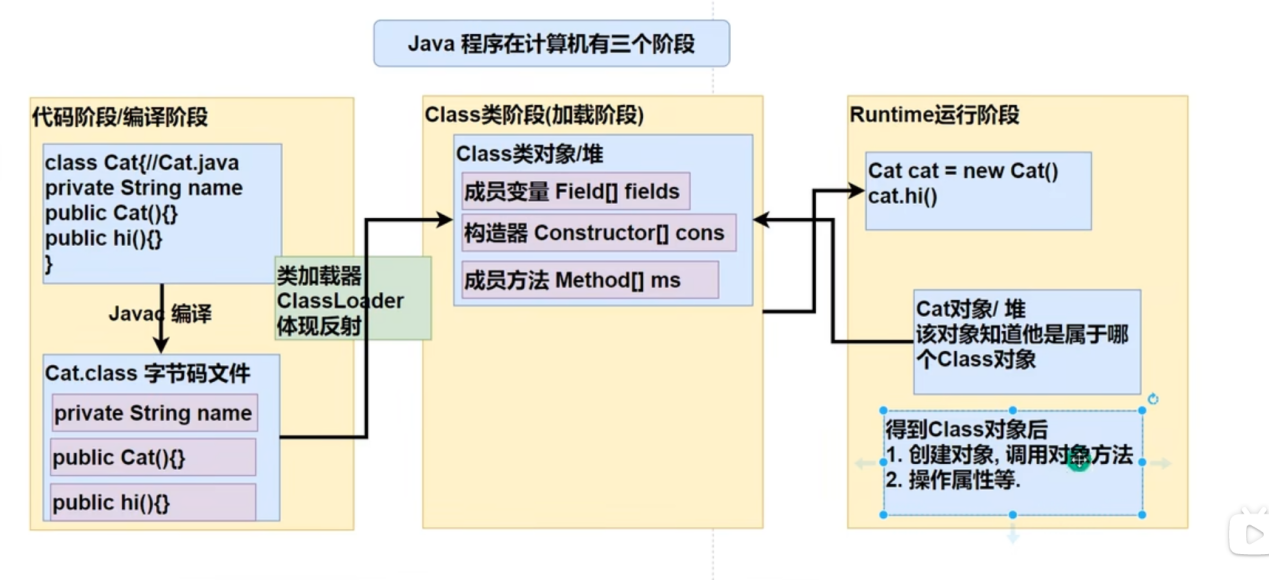 Java 程序在计算机有三个阶段
代码阶段/编译阶段
class Cat{//Cat.java
private String name
public Cat(){}
public hi(){}
}
Javac 编译
Cat.class 字节码文件
private String name
public Cat(){}
public hi(){}
类加载器
ClassLoader
体现反射
Class类阶段(加载阶段)
Class类对象/堆
成员变量 Field[] fields
构造器 Constructor[] cons
成员方法 Method[] ms
Runtime运行阶段
Cat cat = new Cat()
cat.hi()
Cat对象/ 堆
该对象知道他是属于哪
个Class对象
得到Class对象后
1. 创建对象, 调用对象方法
2. 操作属性等.